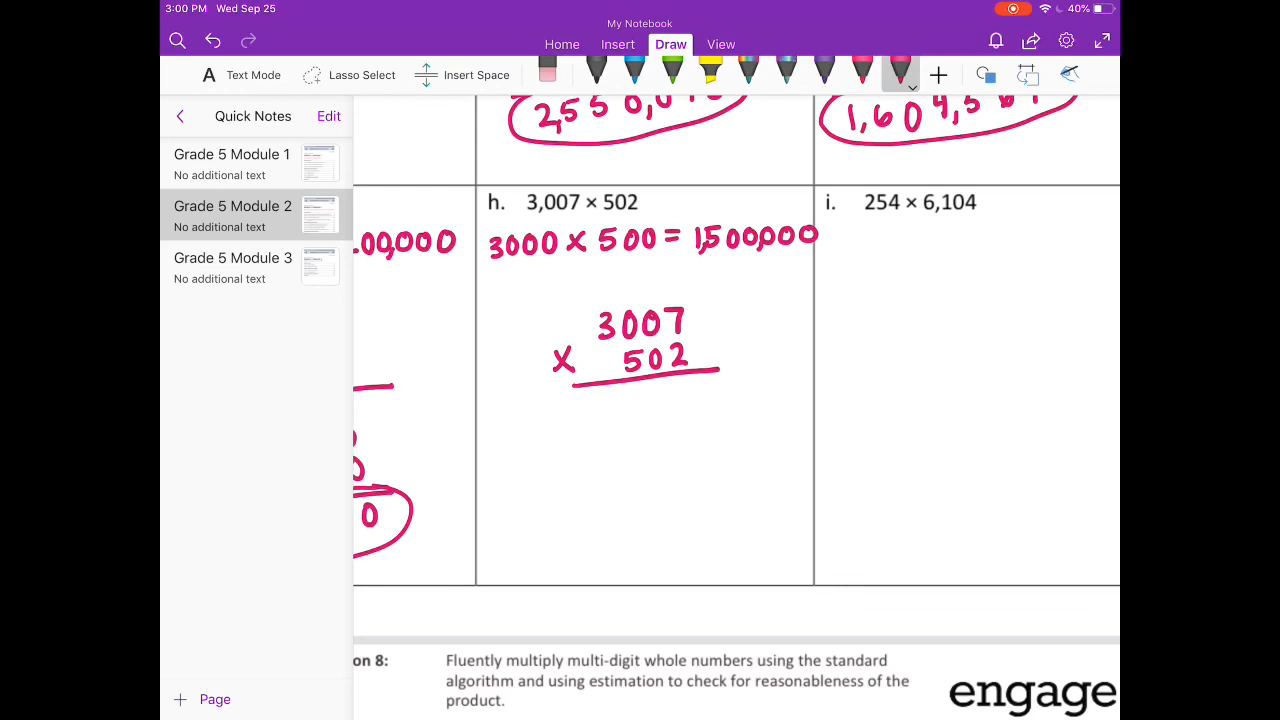 3:00 PM Wed Sep 25
40%
My Notebook
Home Insert Draw View
Text Mode Lasso Select Insert Space
Quick Notes Edit
Grade 5 Module 1
No additional text
Grade 5 Module 2
No additional text
Grade 5 Module 3
No additional text
Page
00,000
0
h. 3,007 × 502
3000 x 500 = 1,500,000
3007
x 502
i. 254 × 6,104
on 8:
Fluently multiply multi-digit whole numbers using the standard
algorithm and using estimation to check for reasonableness of the
product.
engage